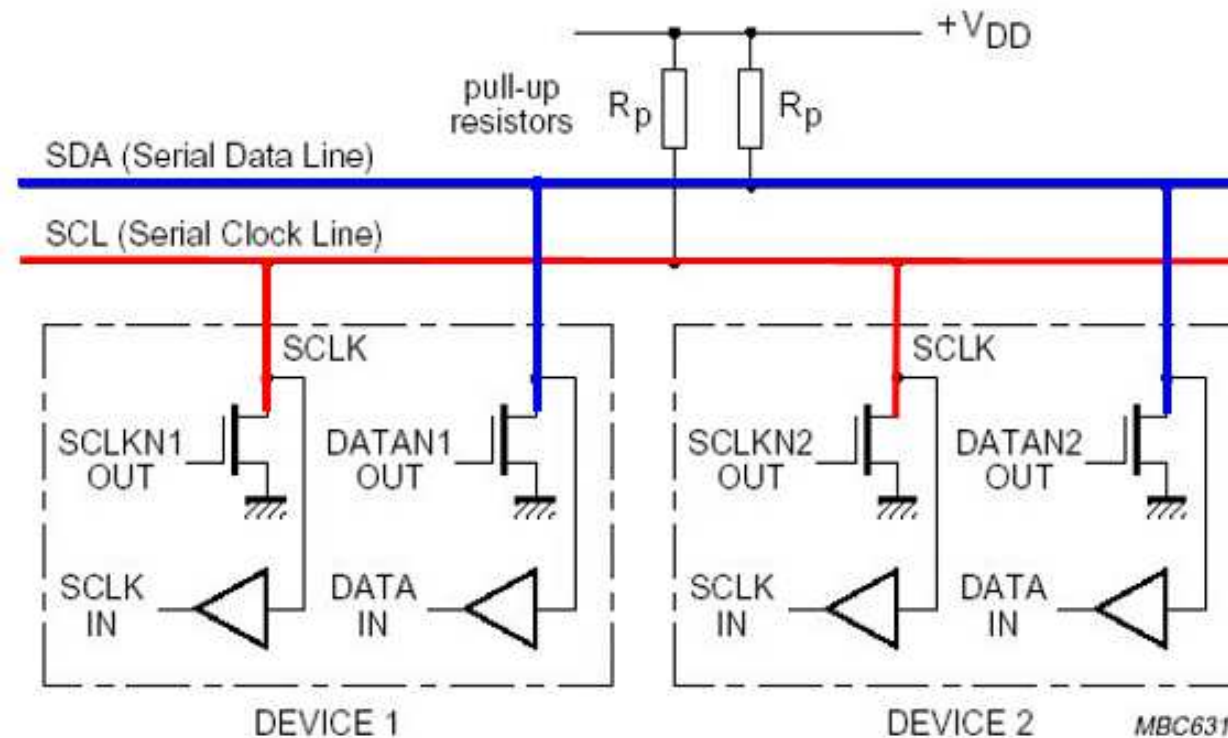 +VDD
pull-up
resistors
Rp
Rp
SDA (Serial Data Line)
SCL (Serial Clock Line)
SCLK
SCLKN1
OUT
DATAN1
OUT
SCLK
IN
DATA
IN
DEVICE 1
SCLK
SCLKN2
OUT
DATAN2
OUT
SCLK
IN
DATA
IN
DEVICE 2
MBC631